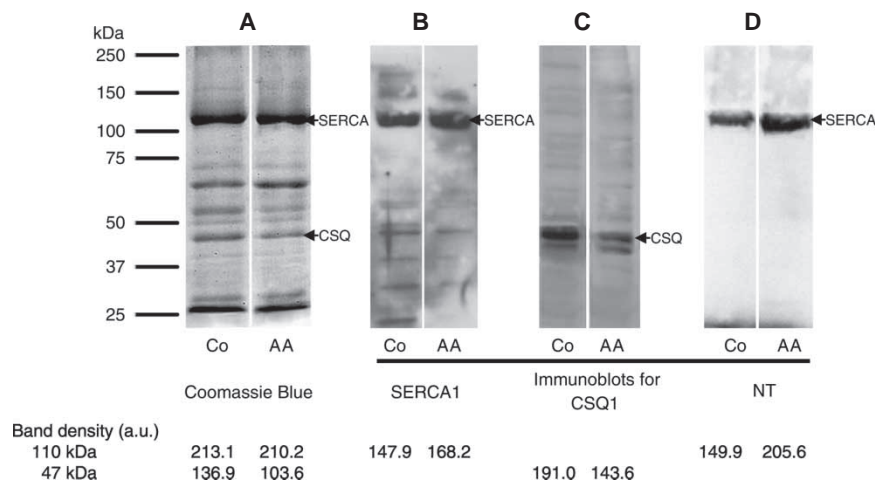 A B C D
kDa
250
150
100
75
50
37
25
SERCA
CSQ
SERCA
CSQ
SERCA
Co AA Co AA Co AA Co AA
Coomassie Blue SERCA1 Immunoblots for CSQ1 NT
Band density (a.u.)
110 kDa 213.1 210.2 147.9 168.2 149.9 205.6
47 kDa 136.9 103.6 191.0 143.6